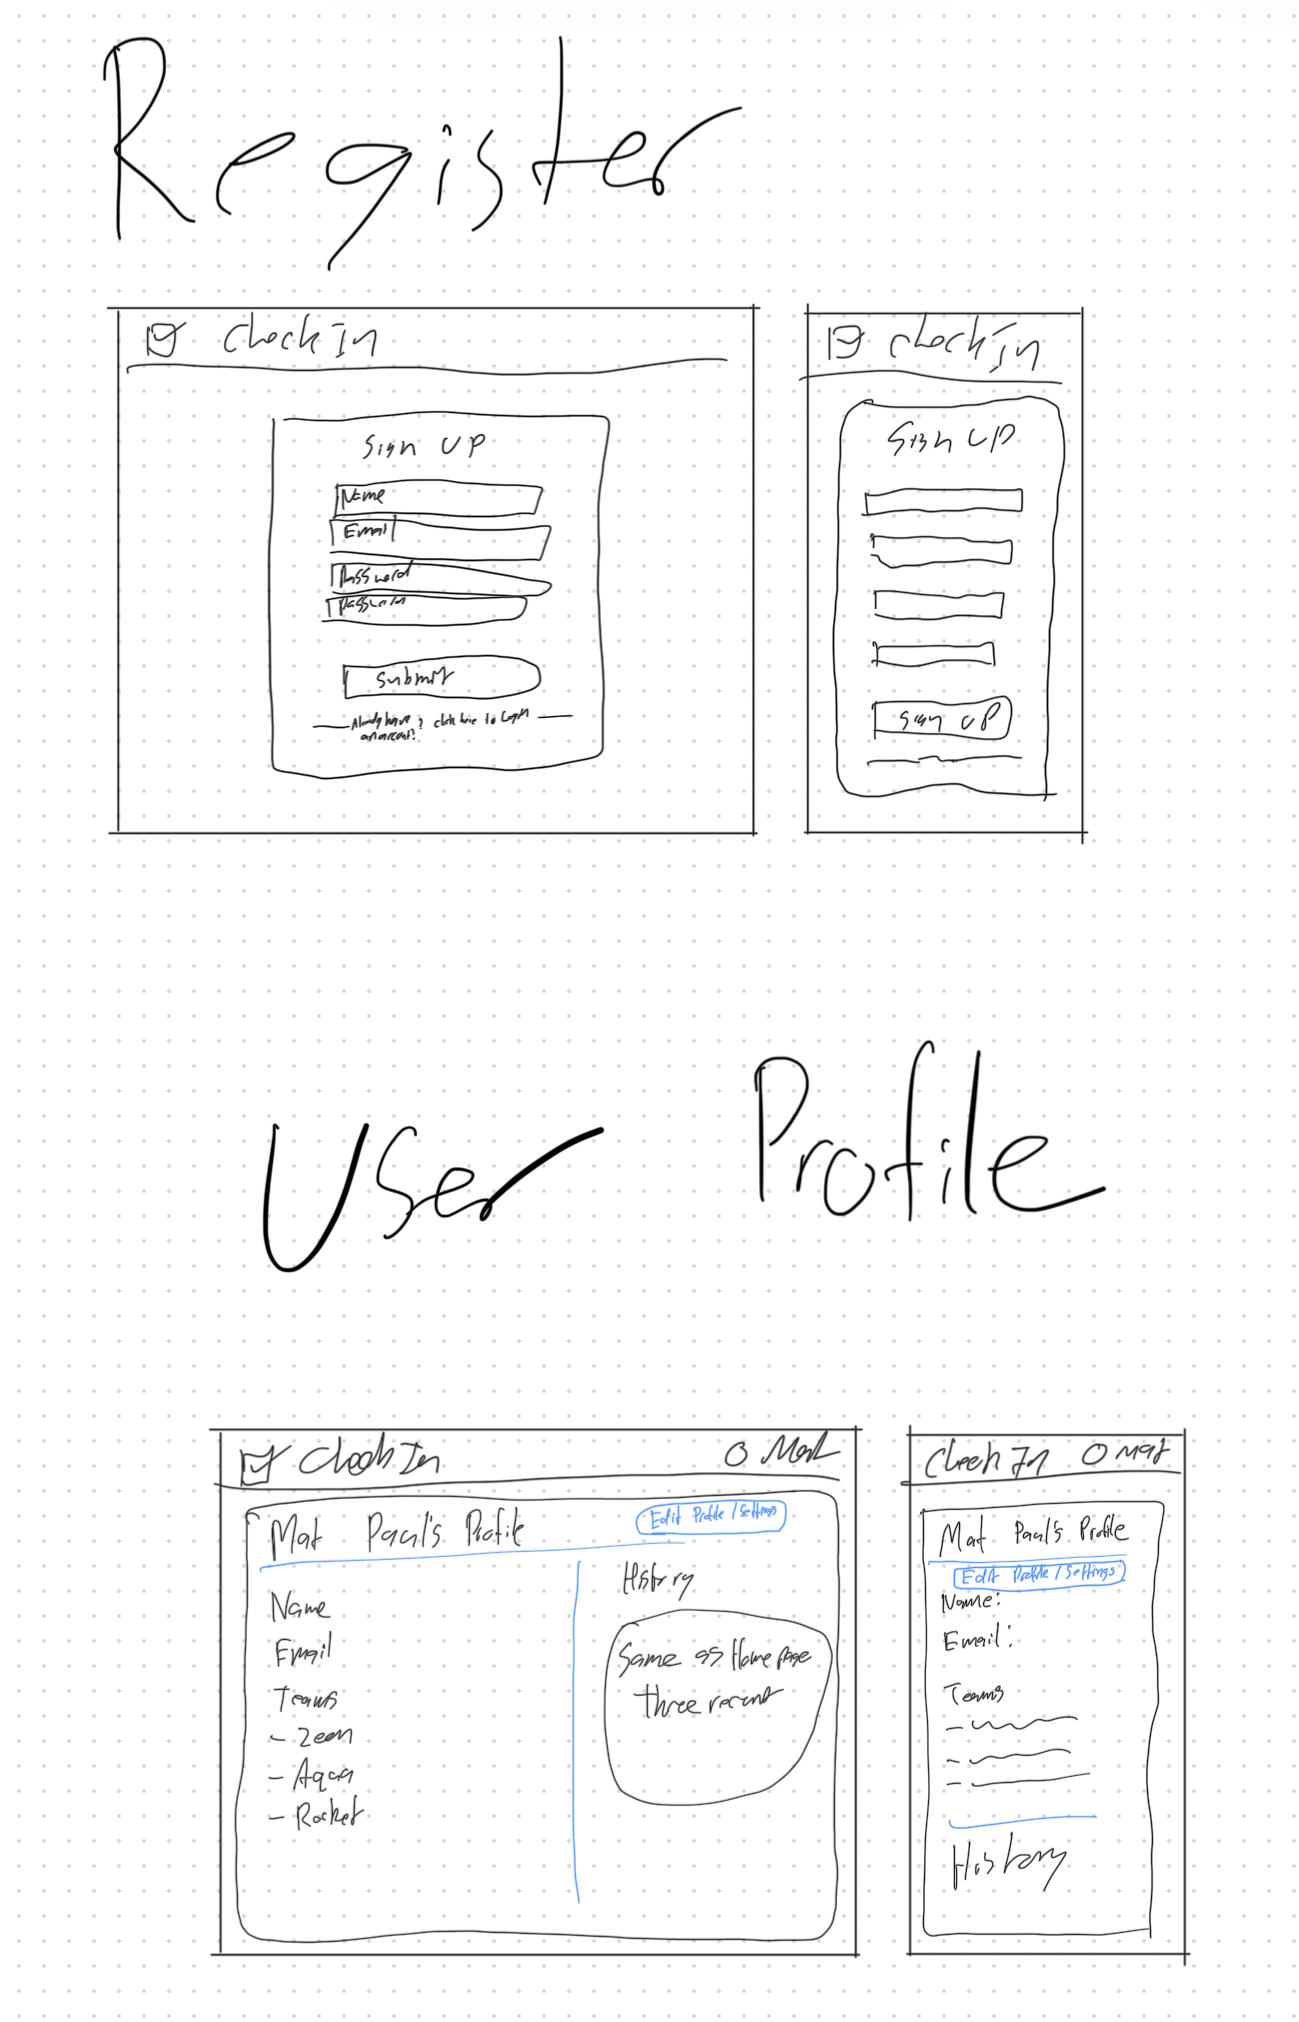 Register
Check In
Sign UP
Name
Email
Password
Password
Submit
Already have an account? click here to Login
check in
Sign UP
Sign UP
User Profile
Check In O Mat
Mat Paul's Profile
Edit Profile / Settings
Name
Email
Teams
- Zeon
- Aqua
- Rocket
History
Same as Home page
three recent
Check In O Mat
Mat Paul's Profile
Edit Profile / Settings
Name:
Email:
Teams
History